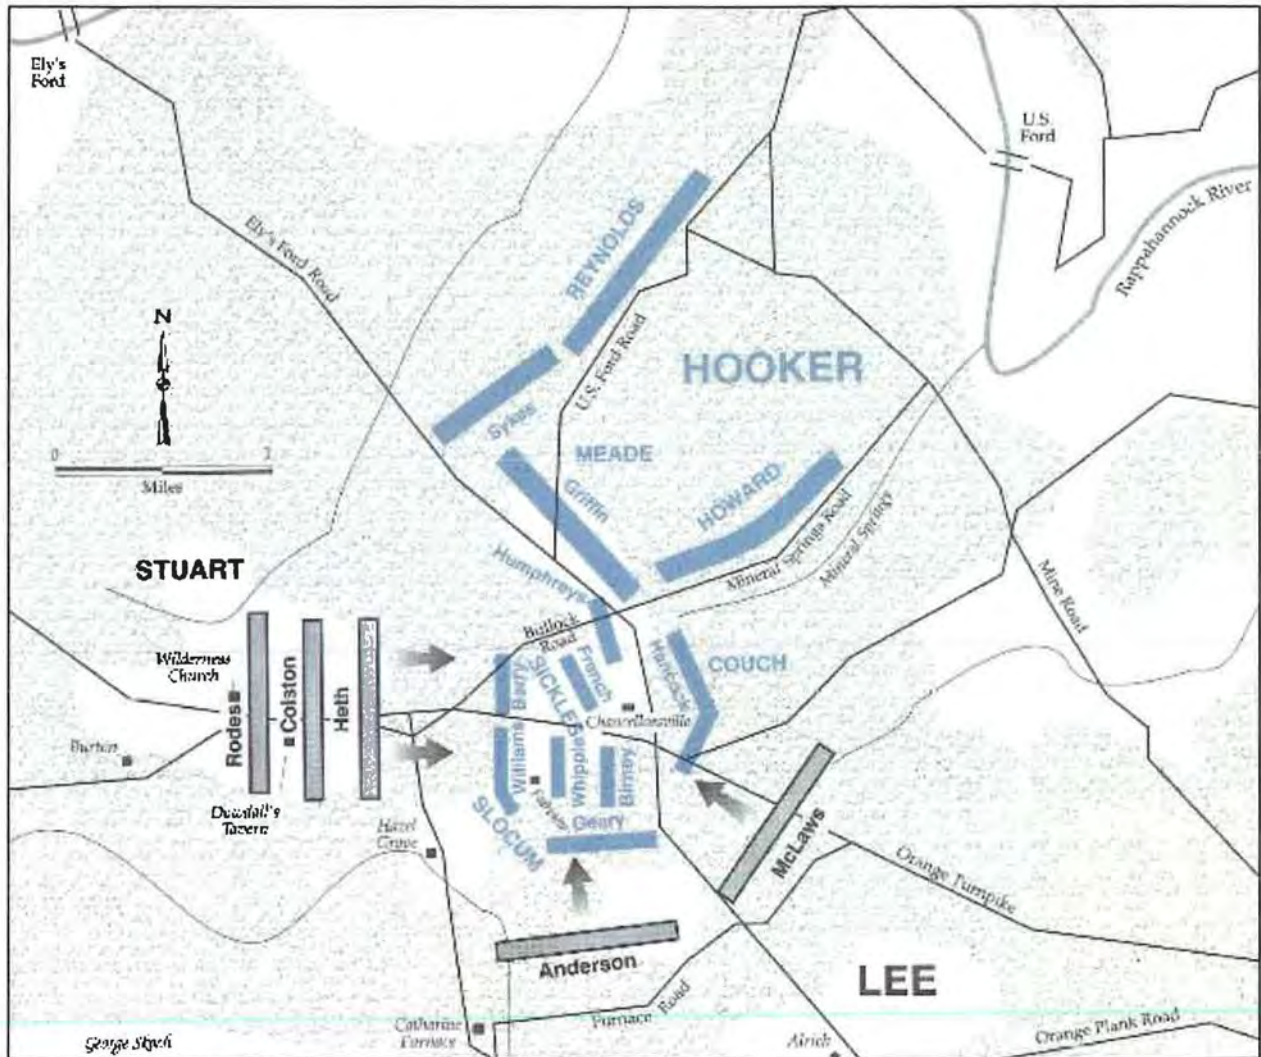 Ely's
Ford
U.S.
Ford
Rappahannock River
Ely's Ford Road
REYNOLDS
N
U.S. Ford Road
HOOKER
0
1
Miles
Sykes
MEADE
Griffin
HOWARD
Mineral Springs Road
Mineral Springs
Mine Road
STUART
Humphreys
Bullock
Road
Wilderness
Church
Rodes
Colston
Heth
Berry
SICKLES
French
Hancock
COUCH
Chancellorsville
Burton
Williams
Whipple
Birney
Fairview
Dowdall's
Tavern
SLOCUM
Geary
Hazel
Grove
McLaws
Orange Turnpike
Anderson
LEE
Catharine
Furnace
Furnace Road
Alrich
Orange Plank Road
George Skoch